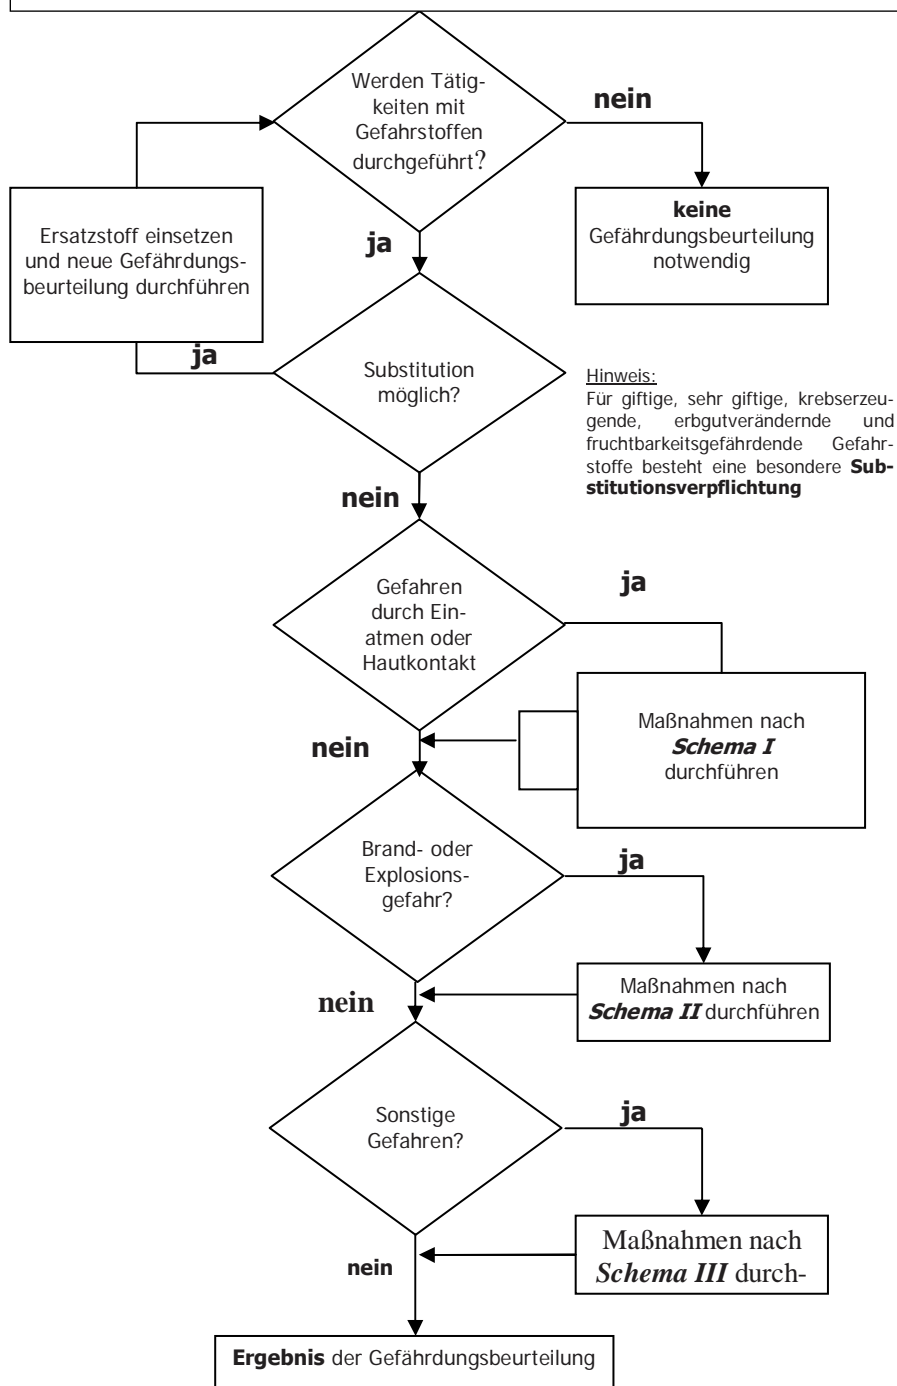 Werden Tätig-
keiten mit
Gefahrstoffen
durchgeführt?
nein
keine
Gefährdungsbeurteilung
notwendig
ja
Ersatzstoff einsetzen
und neue Gefährdungs-
beurteilung durchführen
ja
Substitution
möglich?
Hinweis:
Für giftige, sehr giftige, krebserzeu-
gende, erbgutverändernde und
fruchtbarkeitsgefährdende Gefahr-
stoffe besteht eine besondere Sub-
stitutionsverpflichtung
nein
Gefahren
durch Ein-
atmen oder
Hautkontakt
ja
Maßnahmen nach
Schema I
durchführen
nein
Brand- oder
Explosions-
gefahr?
ja
Maßnahmen nach
Schema II durchführen
nein
Sonstige
Gefahren?
ja
Maßnahmen nach
Schema III durch-
nein
Ergebnis der Gefährdungsbeurteilung